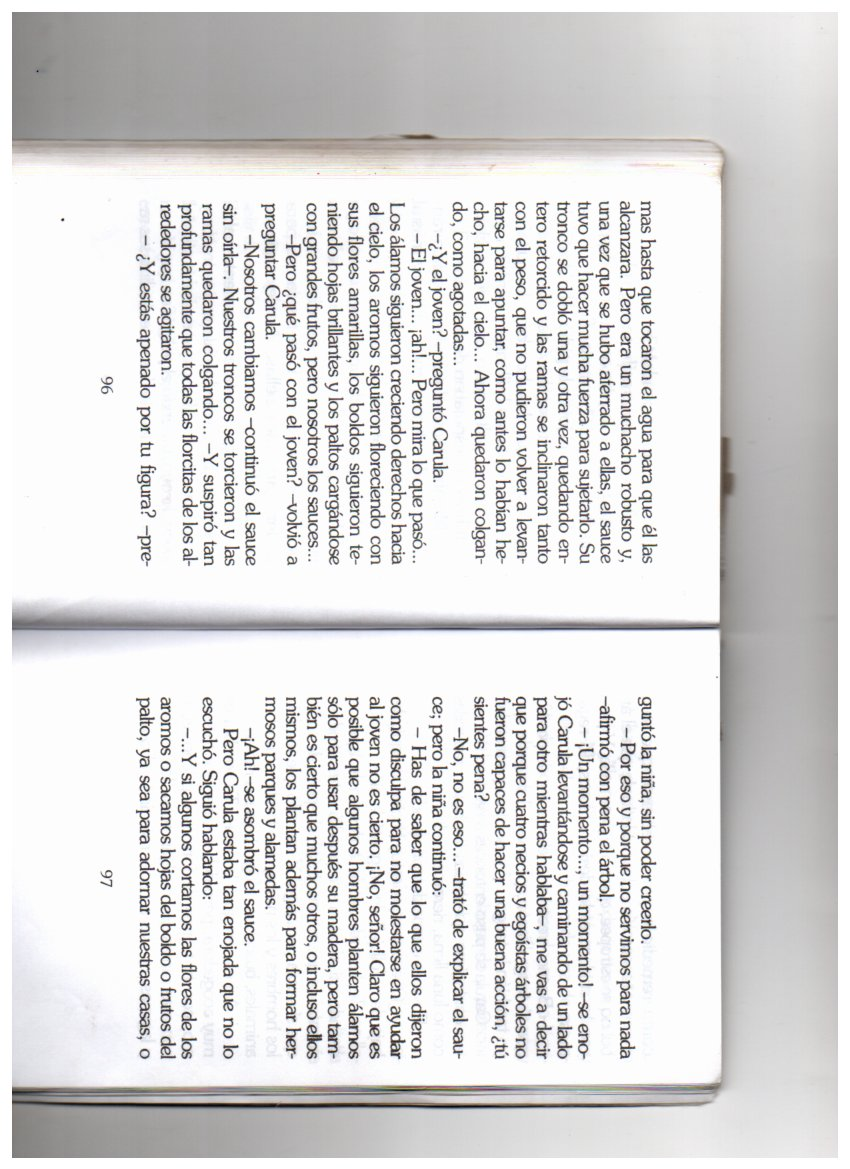 mas hasta que tocaron el agua para que él las
alcanzara. Pero era un muchacho robusto y,
una vez que se hubo aferrado a ellas, el sauce
tuvo que hacer mucha fuerza para sujetarlo. Su
tronco se dobló una y otra vez, quedando en-
tero retorcido y las ramas se inclinaron tanto
con el peso, que no pudieron volver a levan-
tarse para apuntar, como antes lo habían he-
cho, hacia el cielo... Ahora quedaron colgan-
do, como agotadas...
–¿Y el joven? –preguntó Carula.
– El joven... ¡ah!... Pero mira lo que pasó...
Los álamos siguieron creciendo derechos hacia
el cielo, los aromos siguieron floreciendo con
sus flores amarillas, los boldos siguieron te-
niendo hojas brillantes y los paltos cargándose
con grandes frutos, pero nosotros los sauces...
–Pero ¿qué pasó con el joven? –volvió a
preguntar Carula.
–Nosotros cambiamos –continuó el sauce
sin oírla–. Nuestros troncos se torcieron y las
ramas quedaron colgando... –Y suspiró tan
profundamente que todas las florcitas de los al-
rededores se agitaron.
– ¿Y estás apenado por tu figura? –pre-
96
guntó la niña, sin poder creerlo.
– Por eso y porque no servimos para nada
–afirmó con pena el árbol.
– ¡Un momento..., un momento! –se eno-
jó Carula levantándose y caminando de un lado
para otro mientras hablaba–, me vas a decir
que porque cuatro necios y egoístas árboles no
fueron capaces de hacer una buena acción, ¿tú
sientes pena?
–No, no es eso... –trató de explicar el sau-
ce; pero la niña continuó:
– Has de saber que lo que ellos dijeron
como disculpa para no molestarse en ayudar
al joven no es cierto. ¡No, señor! Claro que es
posible que algunos hombres planten álamos
sólo para usar después su madera, pero tam-
bién es cierto que muchos otros, o incluso ellos
mismos, los plantan además para formar her-
mosos parques y alamedas.
–¡Ah! –se asombró el sauce.
Pero Carula estaba tan enojada que no lo
escuchó. Siguió hablando:
–...Y si algunos cortamos las flores de los
aromos o sacamos hojas del boldo o frutos del
palto, ya sea para adornar nuestras casas, o
97